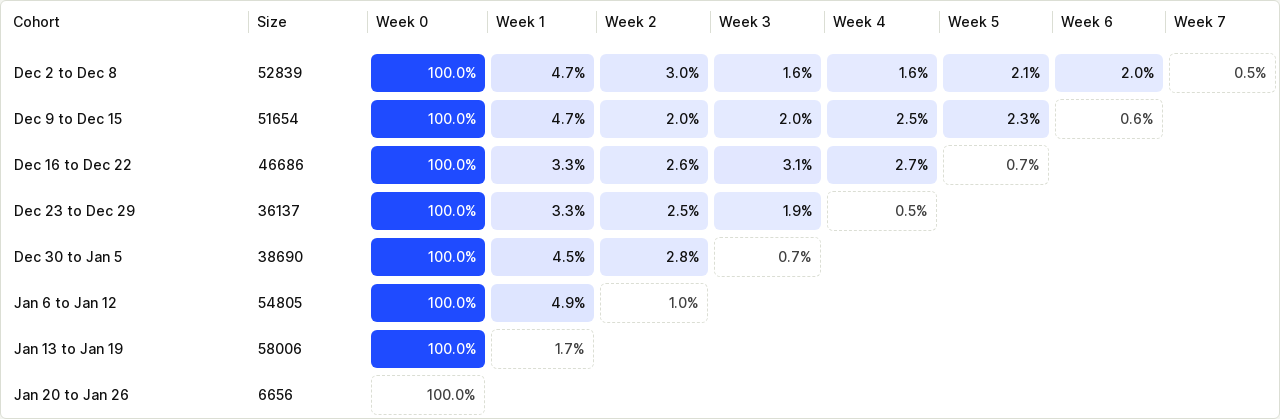 Cohort Size Week 0 Week 1 Week 2 Week 3 Week 4 Week 5 Week 6 Week 7
Dec 2 to Dec 8 52839 100.0% 4.7% 3.0% 1.6% 1.6% 2.1% 2.0% 0.5%
Dec 9 to Dec 15 51654 100.0% 4.7% 2.0% 2.0% 2.5% 2.3% 0.6%
Dec 16 to Dec 22 46686 100.0% 3.3% 2.6% 3.1% 2.7% 0.7%
Dec 23 to Dec 29 36137 100.0% 3.3% 2.5% 1.9% 0.5%
Dec 30 to Jan 5 38690 100.0% 4.5% 2.8% 0.7%
Jan 6 to Jan 12 54805 100.0% 4.9% 1.0%
Jan 13 to Jan 19 58006 100.0% 1.7%
Jan 20 to Jan 26 6656 100.0%